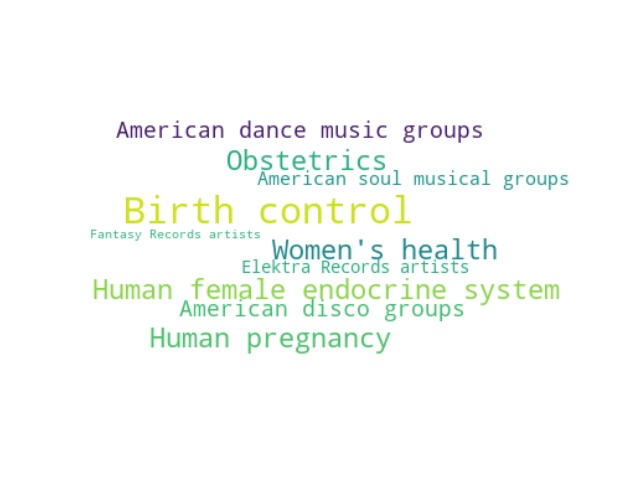 American dance music groups
Obstetrics
American soul musical groups
Birth control
Fantasy Records artists
Women's health
Elektra Records artists
Human female endocrine system
American disco groups
Human pregnancy